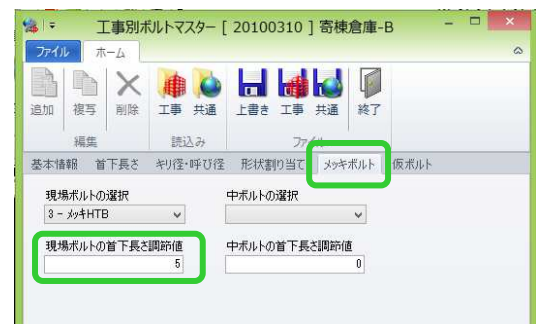 工事別ボルトマスター [ 20100310 ] 寄棟倉庫-B
ファイル ホーム
追加 複写 削除 工事 共通 上書き 工事 共通 終了
編集 読込み ファイル
基本情報 首下長さ キリ径・呼び径 形状割り当て メッキボルト 仮ボルト
現場ボルトの選択 中ボルトの選択
3 - メッキHTB
現場ボルトの首下長さ調節値 中ボルトの首下長さ調節値
5 0